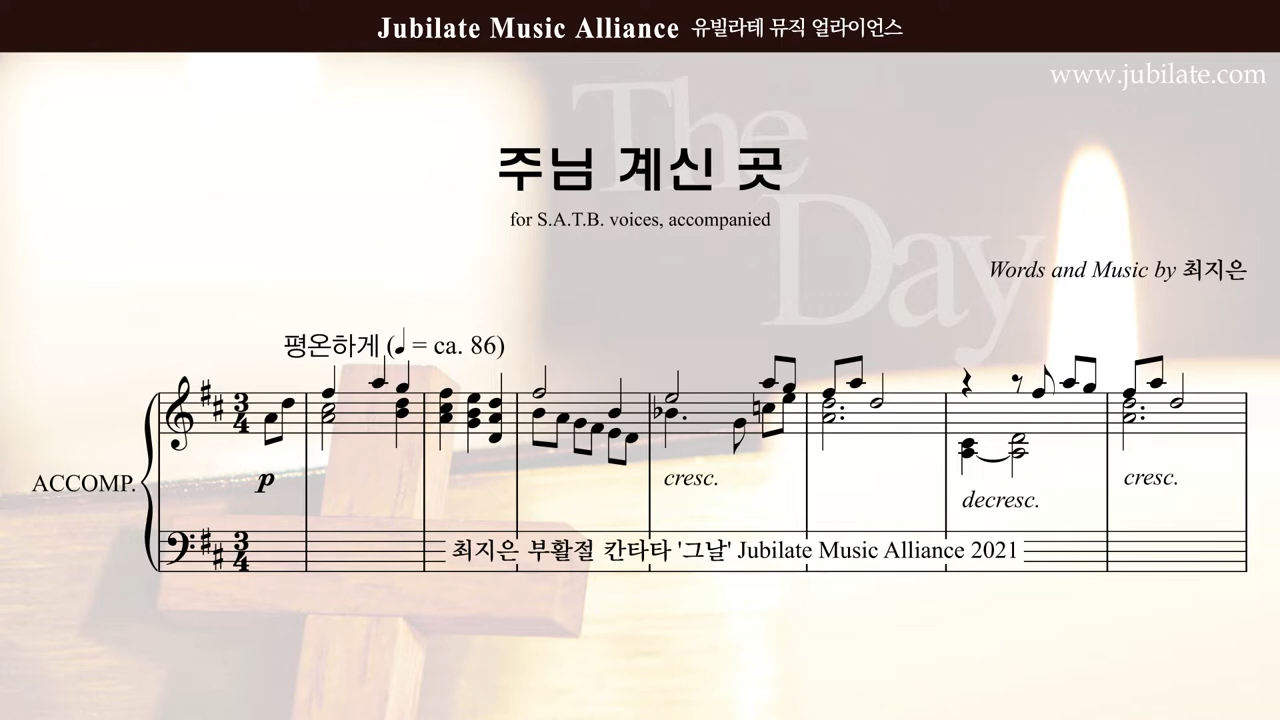 Jubilate Music Alliance 유빌라테 뮤직 얼라이언스
www.jubilate.com
The
Day
주님 계신 곳
for S.A.T.B. voices, accompanied
Words and Music by 최지은
평온하게 (♩ = ca. 86)
3
4
ACCOMP.
p
cresc.
decresc.
cresc.
3
4
최지은 부활절 칸타타 '그날' Jubilate Music Alliance 2021